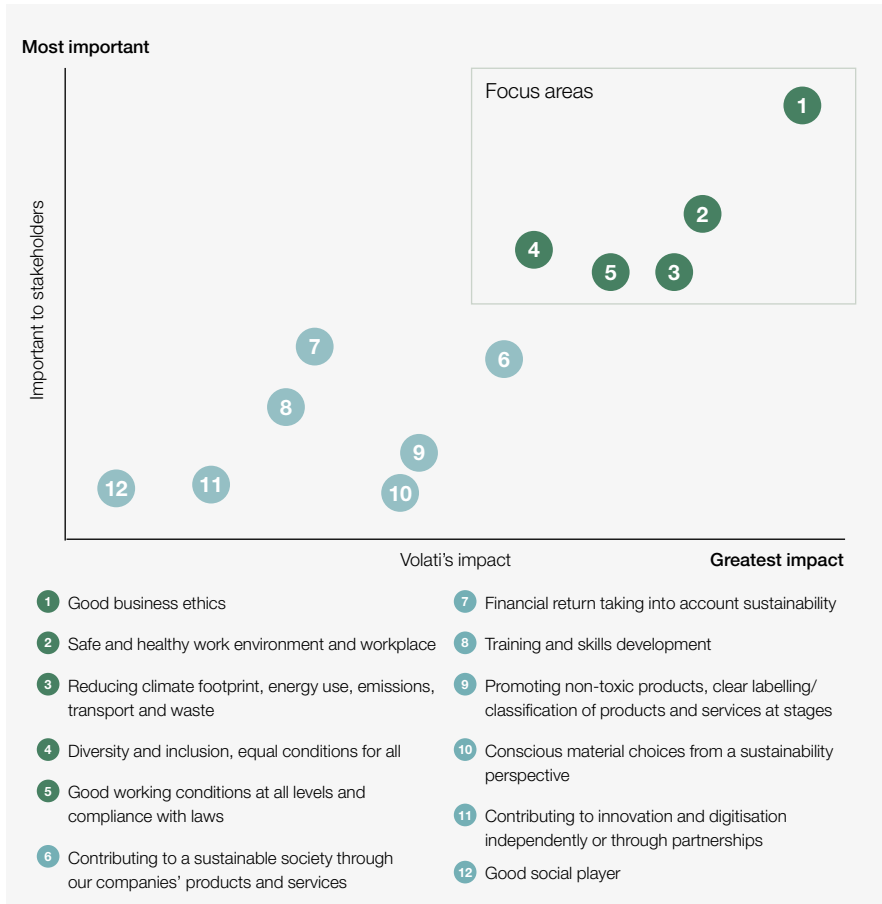 Most important
Focus areas
1
2
4
5
3
Important to stakeholders
7
6
8
9
12
11
10
Volati's impact
Greatest impact
1 Good business ethics
2 Safe and healthy work environment and workplace
3 Reducing climate footprint, energy use, emissions,
transport and waste
4 Diversity and inclusion, equal conditions for all
5 Good working conditions at all levels and
compliance with laws
6 Contributing to a sustainable society through
our companies' products and services
7 Financial return taking into account sustainability
8 Training and skills development
9 Promoting non-toxic products, clear labelling/
classification of products and services at stages
10 Conscious material choices from a sustainability
perspective
11 Contributing to innovation and digitisation
independently or through partnerships
12 Good social player